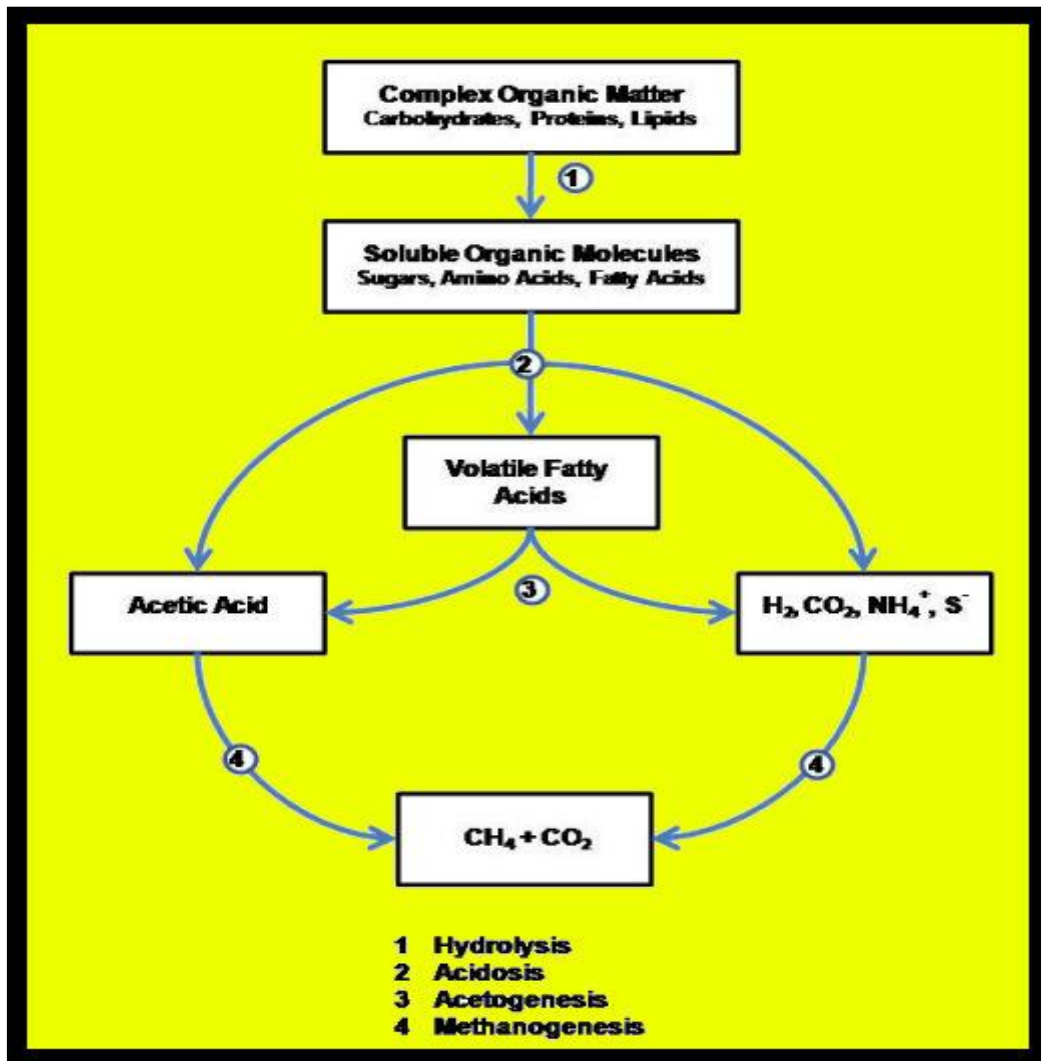 Complex Organic Matter
Carbohydrates, Proteins, Lipids
1
Soluble Organic Molecules
Sugars, Amino Acids, Fatty Acids
2
Volatile Fatty
Acids
3
Acetic Acid
H₂, CO₂, NH₄⁺, S⁻
4
4
CH₄ + CO₂
1 Hydrolysis
2 Acidosis
3 Acetogenesis
4 Methanogenesis